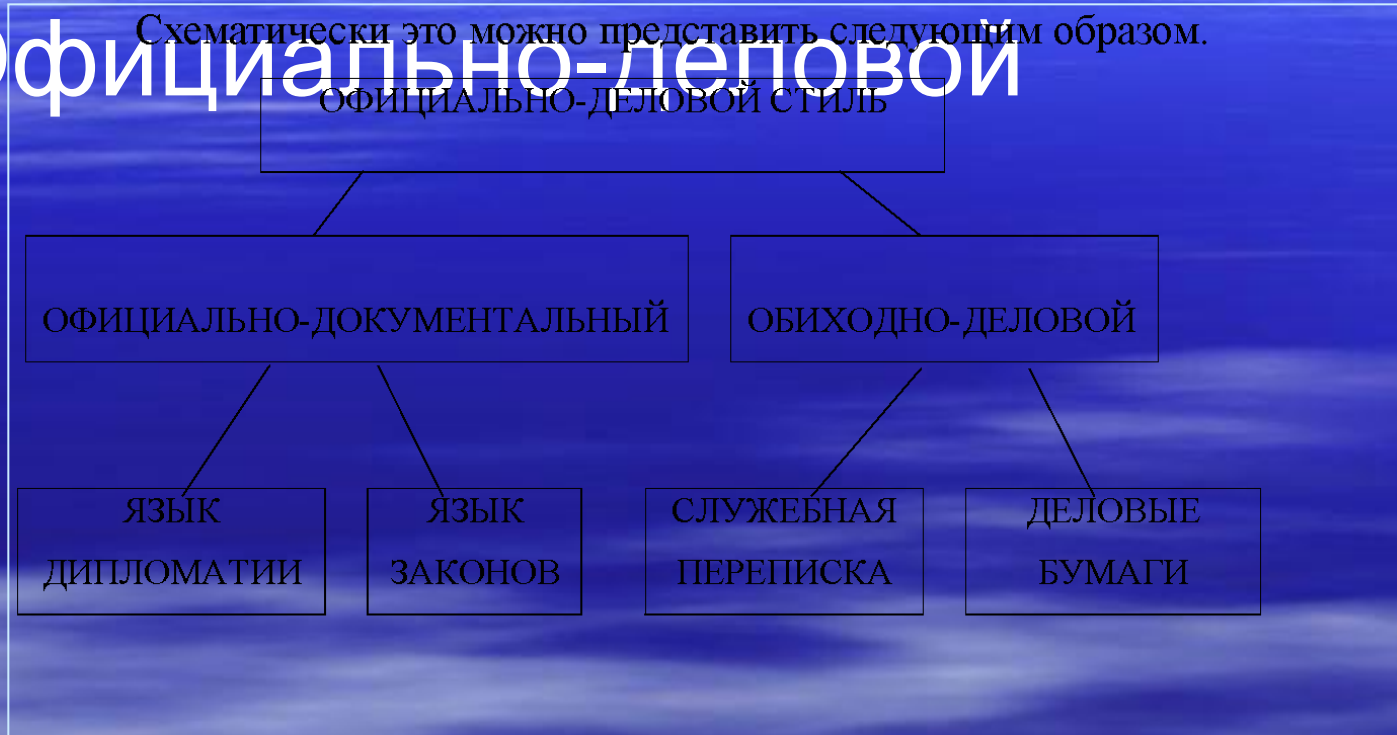 Схематически это можно представить следующим образом.
Официально-деловой
ОФИЦИАЛЬНО-ДЕЛОВОЙ СТИЛЬ
ОФИЦИАЛЬНО-ДОКУМЕНТАЛЬНЫЙ
ОБИХОДНО-ДЕЛОВОЙ
ЯЗЫК
ДИПЛОМАТИИ
ЯЗЫК
ЗАКОНОВ
СЛУЖЕБНАЯ
ПЕРЕПИСКА
ДЕЛОВЫЕ
БУМАГИ